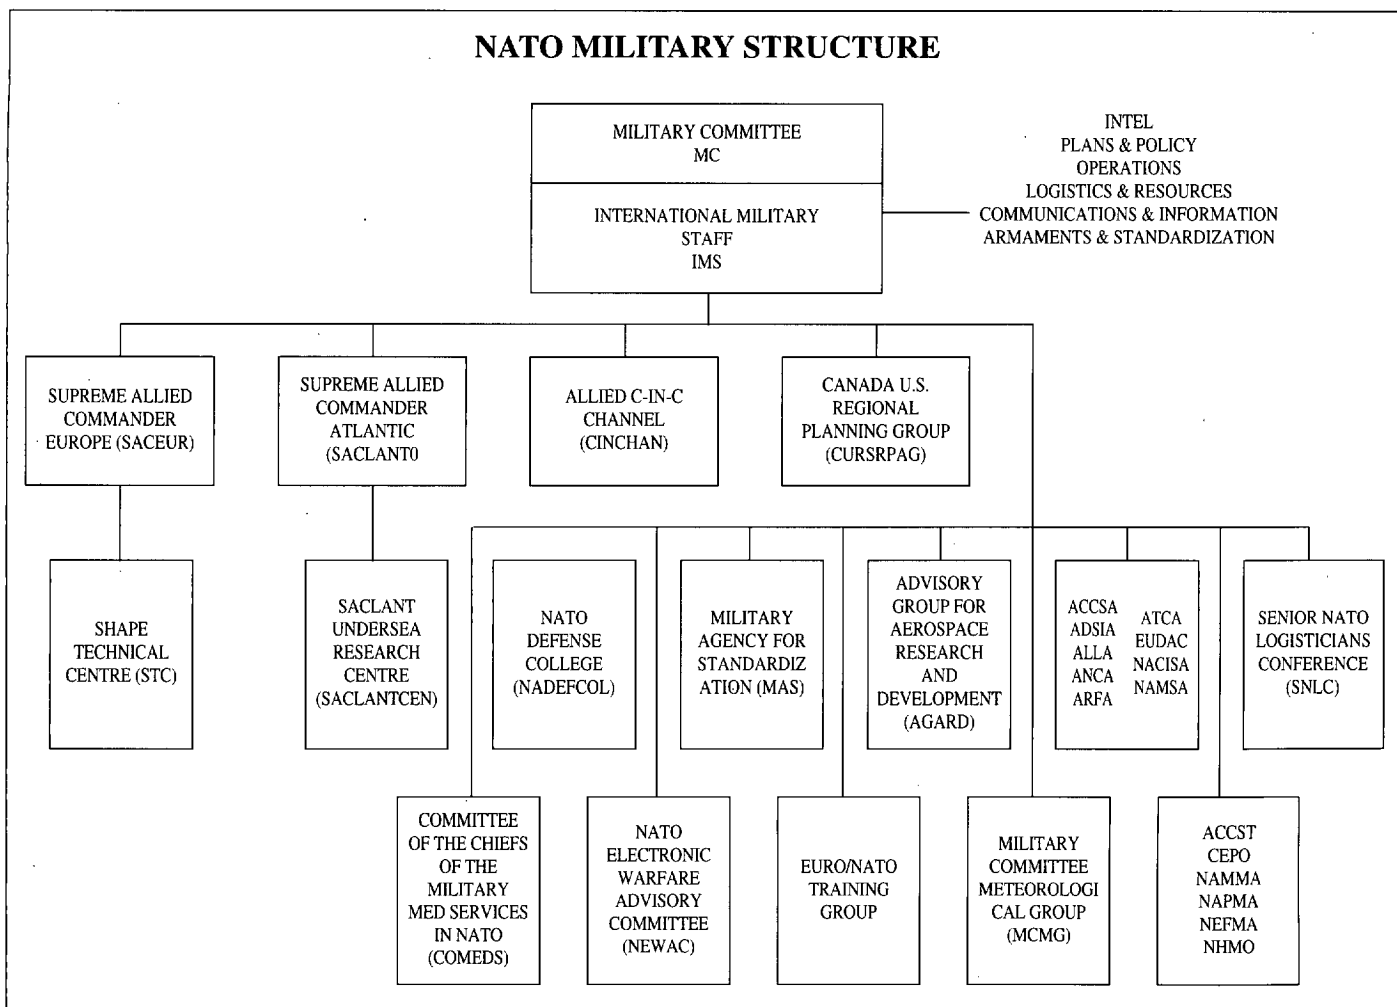 NATO MILITARY STRUCTURE
MILITARY COMMITTEE
MC
INTERNATIONAL MILITARY
STAFF
IMS
INTEL
PLANS & POLICY
OPERATIONS
LOGISTICS & RESOURCES
COMMUNICATIONS & INFORMATION
ARMAMENTS & STANDARDIZATION
SUPREME ALLIED
COMMANDER
EUROPE (SACEUR)
SUPREME ALLIED
COMMANDER
ATLANTIC
(SACLANT0
ALLIED C-IN-C
CHANNEL
(CINCHAN)
CANADA U.S.
REGIONAL
PLANNING GROUP
(CURSRPAG)
SHAPE
TECHNICAL
CENTRE (STC)
SACLANT
UNDERSEA
RESEARCH
CENTRE
(SACLANTCEN)
NATO
DEFENSE
COLLEGE
(NADEFCOL)
MILITARY
AGENCY FOR
STANDARDIZ
ATION (MAS)
ADVISORY
GROUP FOR
AEROSPACE
RESEARCH
AND
DEVELOPMENT
(AGARD)
ACCSA
ADSIA
ALLA
ANCA
ARFA
ATCA
EUDAC
NACISA
NAMSA
SENIOR NATO
LOGISTICIANS
CONFERENCE
(SNLC)
COMMITTEE
OF THE CHIEFS
OF THE
MILITARY
MED SERVICES
IN NATO
(COMEDS)
NATO
ELECTRONIC
WARFARE
ADVISORY
COMMITTEE
(NEWAC)
EURO/NATO
TRAINING
GROUP
MILITARY
COMMITTEE
METEOROLOGI
CAL GROUP
(MCMG)
ACCST
CEPO
NAMMA
NAPMA
NEFMA
NHMO